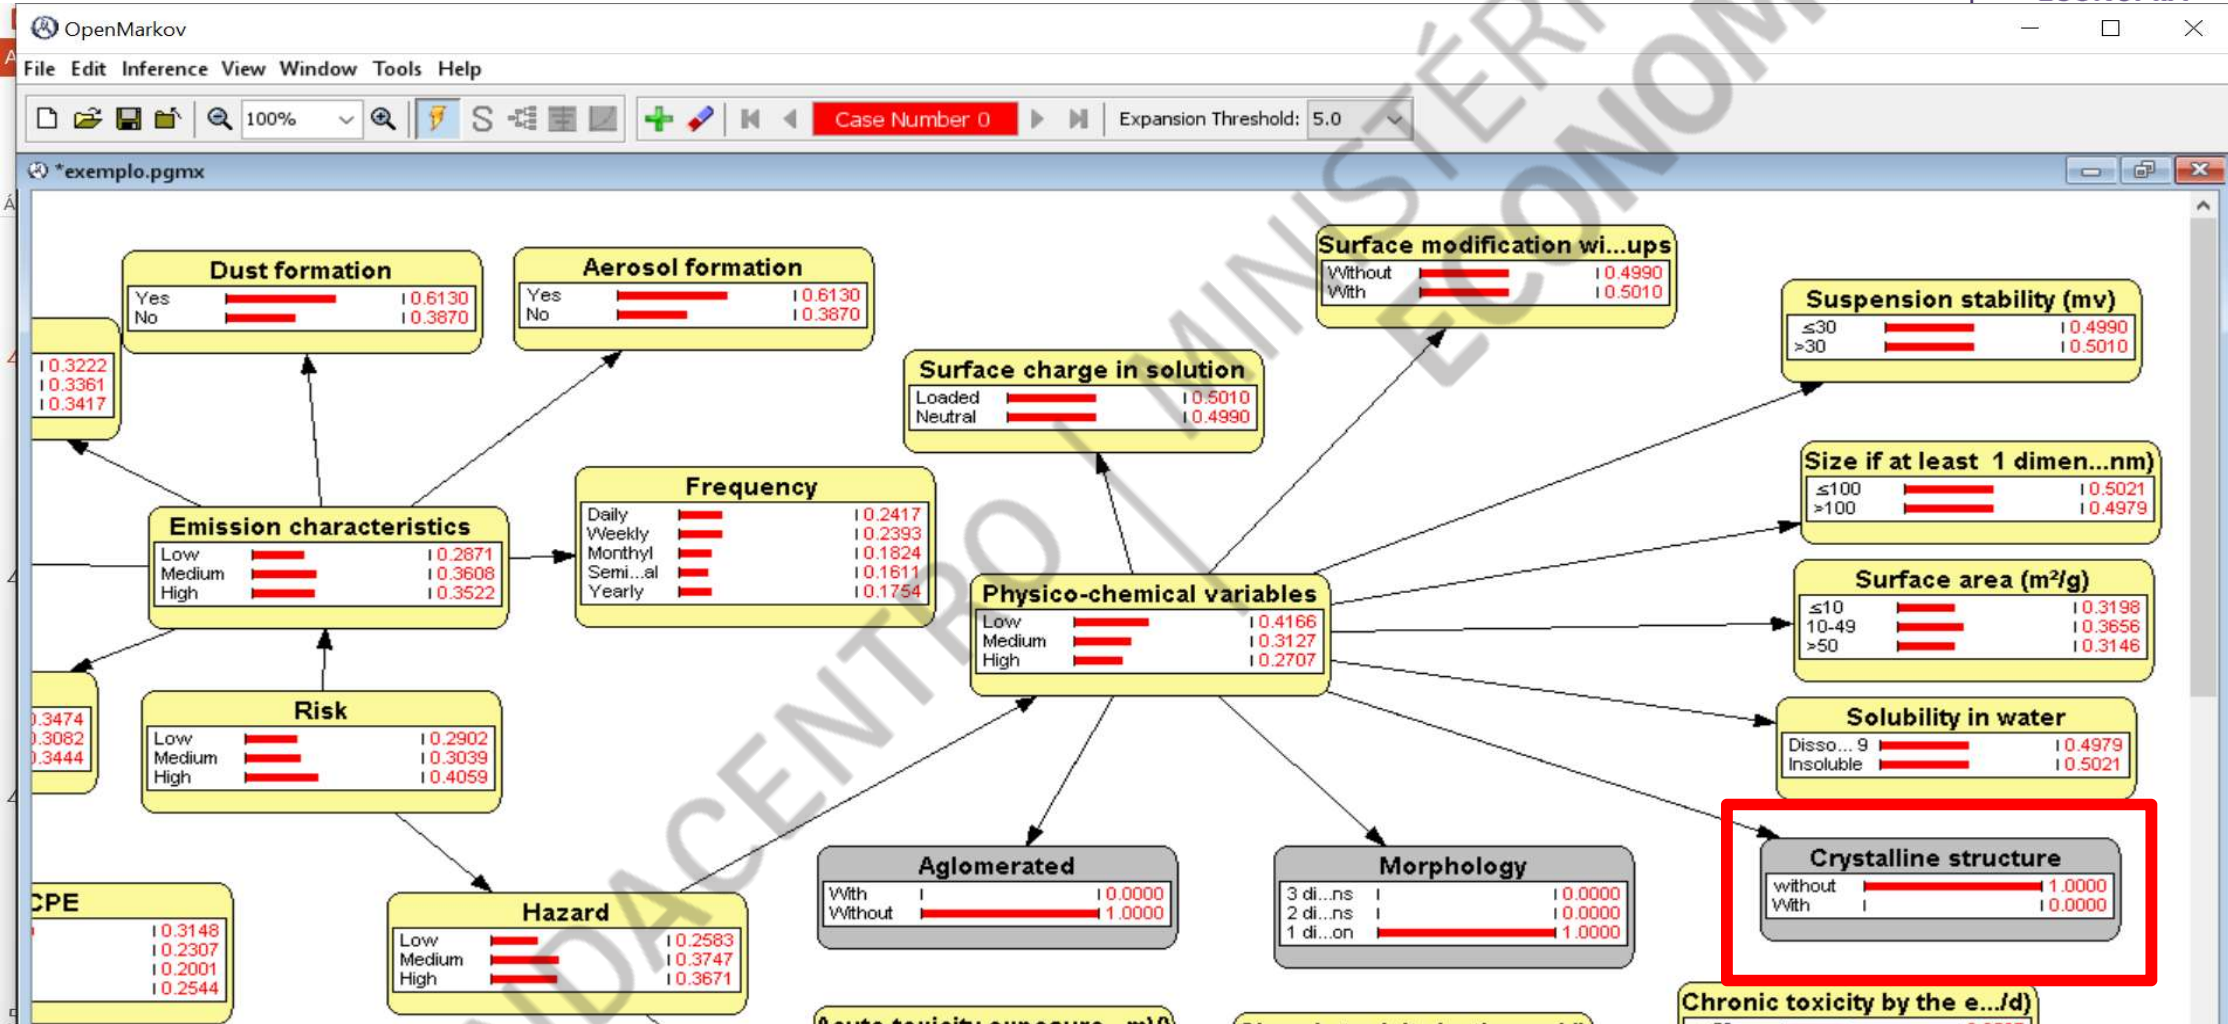 OpenMarkov
File Edit Inference View Window Tools Help
100%
S
Case Number 0
Expansion Threshold: 5.0
*exemplo.pgmx
Dust formation
Yes 0.6130
No 0.3870
Aerosol formation
Yes 0.6130
No 0.3870
Surface modification wi...ups
Without 0.4990
With 0.5010
Suspension stability (mv)
≤30 0.4990
>30 0.5010
0.3222
0.3361
0.3417
Surface charge in solution
Loaded 0.5010
Neutral 0.4990
Size if at least 1 dimen...nm)
≤100 0.5021
>100 0.4979
Frequency
Daily 0.2417
Weekly 0.2393
Monthyl 0.1824
Semi...al 0.1611
Yearly 0.1754
Emission characteristics
Low 0.2871
Medium 0.3608
High 0.3522
Physico-chemical variables
Low 0.4166
Medium 0.3127
High 0.2707
Surface area (m²/g)
≤10 0.3198
10-49 0.3656
>50 0.3146
0.3474
0.3082
0.3444
Risk
Low 0.2902
Medium 0.3039
High 0.4059
Solubility in water
Disso... 9 0.4979
Insoluble 0.5021
Aglomerated
With 0.0000
Without 1.0000
Morphology
3 di...ns 0.0000
2 di...ns 0.0000
1 di...on 1.0000
Crystalline structure
without 1.0000
With 0.0000
CPE
0.3148
0.2307
0.2001
0.2544
Hazard
Low 0.2583
Medium 0.3747
High 0.3671
Chronic toxicity by the e.../d)
NDACENTRO | MINISTÉRI
ECONOM